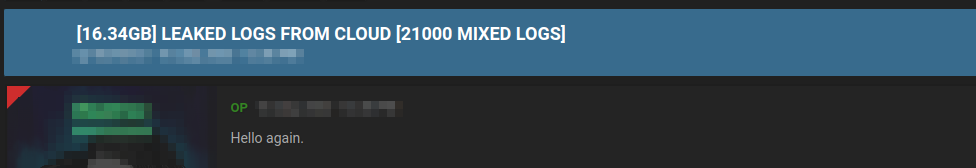 [16.34GB] LEAKED LOGS FROM CLOUD [21000 MIXED LOGS]
OP
Hello again.